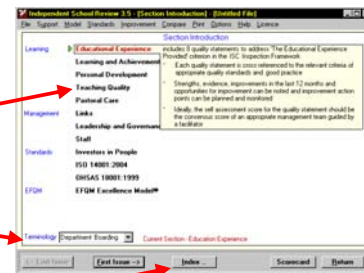 Independent School Review 3.5 - [Section Introduction] - [Untitled File]
File Support Model Standards Improvement Compare Print Options Help Licence
Section Introduction
Learning
Educational Experience
Learning and Achievement
Personal Development
Teaching Quality
Pastoral Care
Management
Links
Leadership and Governance
Staff
Standards
Investors in People
ISO 14001:2004
OHSAS 18001:1999
EFQM
EFQM Excellence Model®
includes 8 quality statements to address 'The Educational Experience
Provided' criterion in the ISC Inspection Framework
Each quality statement is cross referenced to the relevant criteria of
appropriate quality standards and good practice
Strengths, evidence, improvements in the last 12 months and
opportunities for improvement can be noted and improvement action
points can be planned and monitored
Ideally, the self assessment score for the quality statement should be
the consensus score of an appropriate management team guided by
a facilitator
Terminology Department Boarding
Current Section - Education Experience
<-- Last Issue
First Issue -->
Index ...
Scorecard
Return